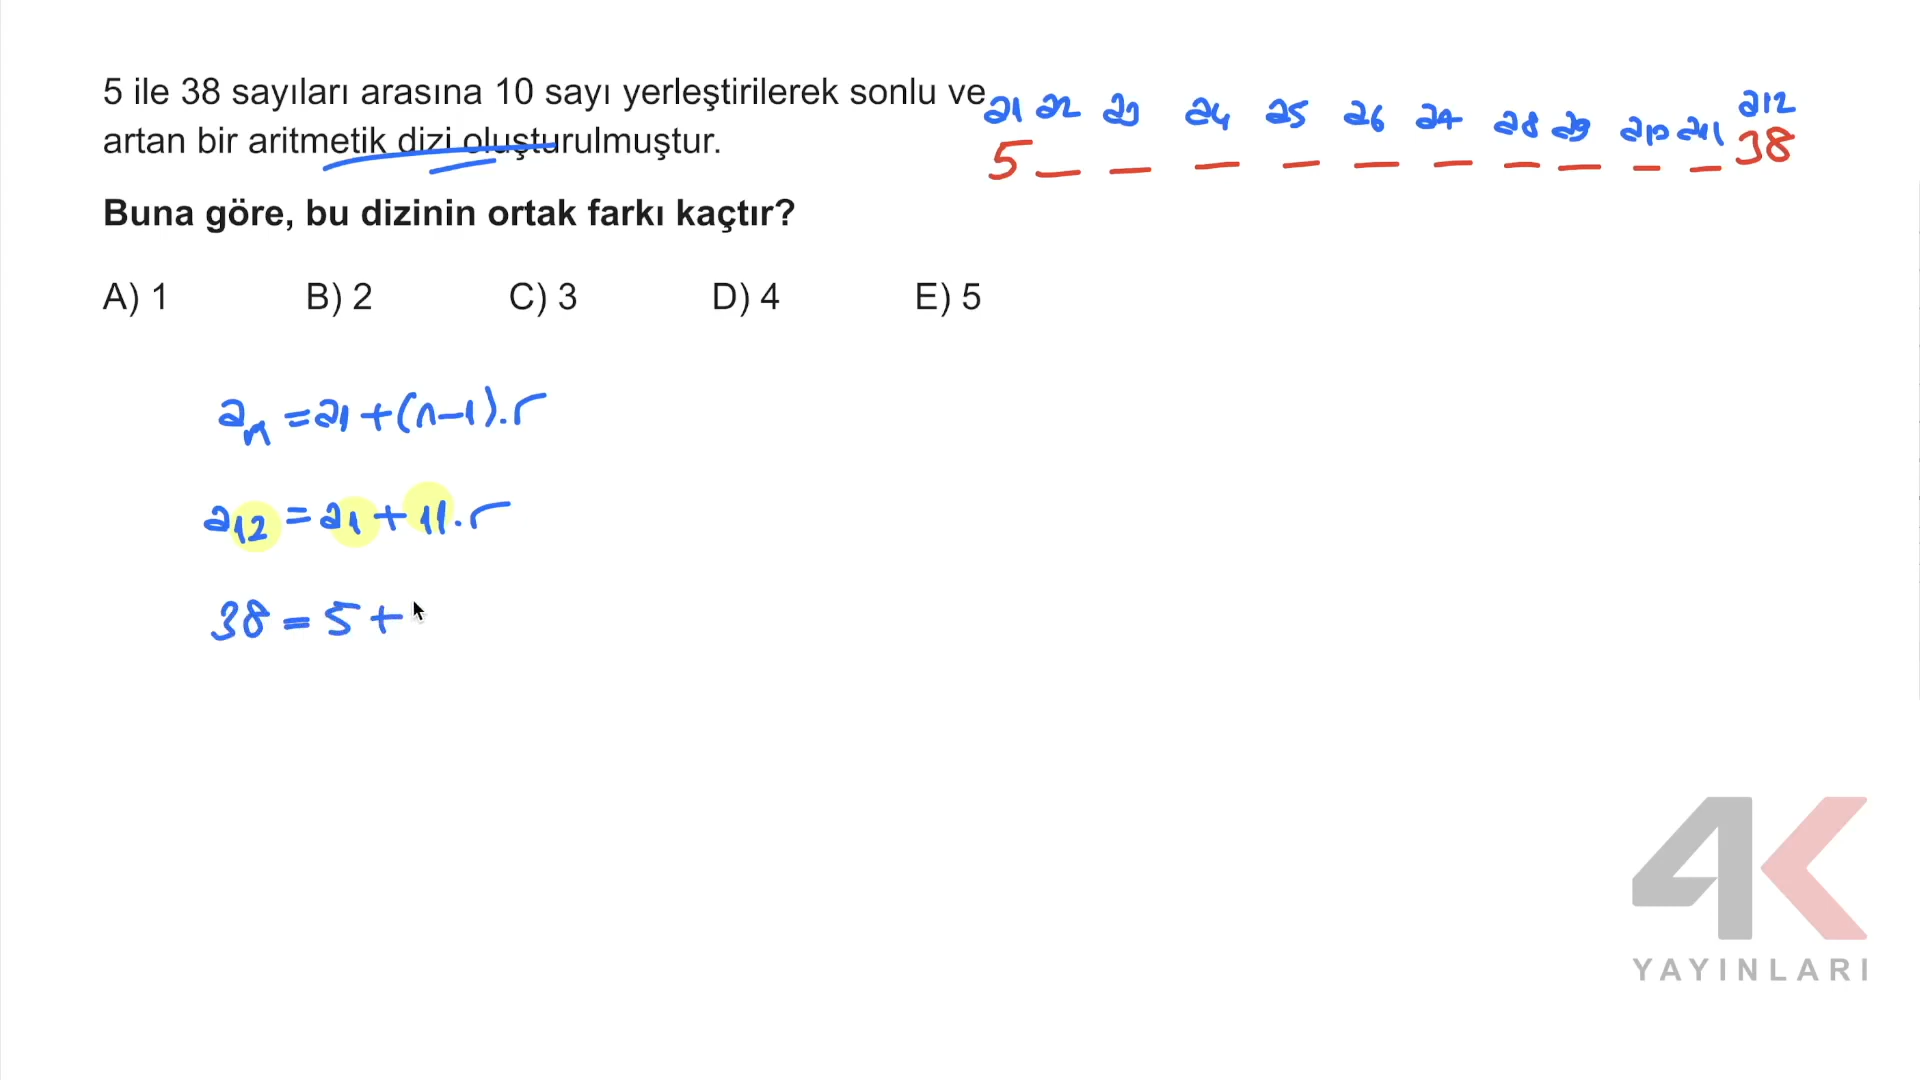 5 ile 38 sayıları arasına 10 sayı yerleştirilerek sonlu ve
artan bir aritmetik dizi oluşturulmuştur.
a1 a2 a3 a4 a5 a6 a7 a8 a9 a10 a11 a12
5 _ _ _ _ _ _ _ _ _ _ 38
Buna göre, bu dizinin ortak farkı kaçtır?
A) 1 B) 2 C) 3 D) 4 E) 5
an = a1 + (n-1).r
a12 = a1 + 11.r
38 = 5 +
4K
YAYINLARI